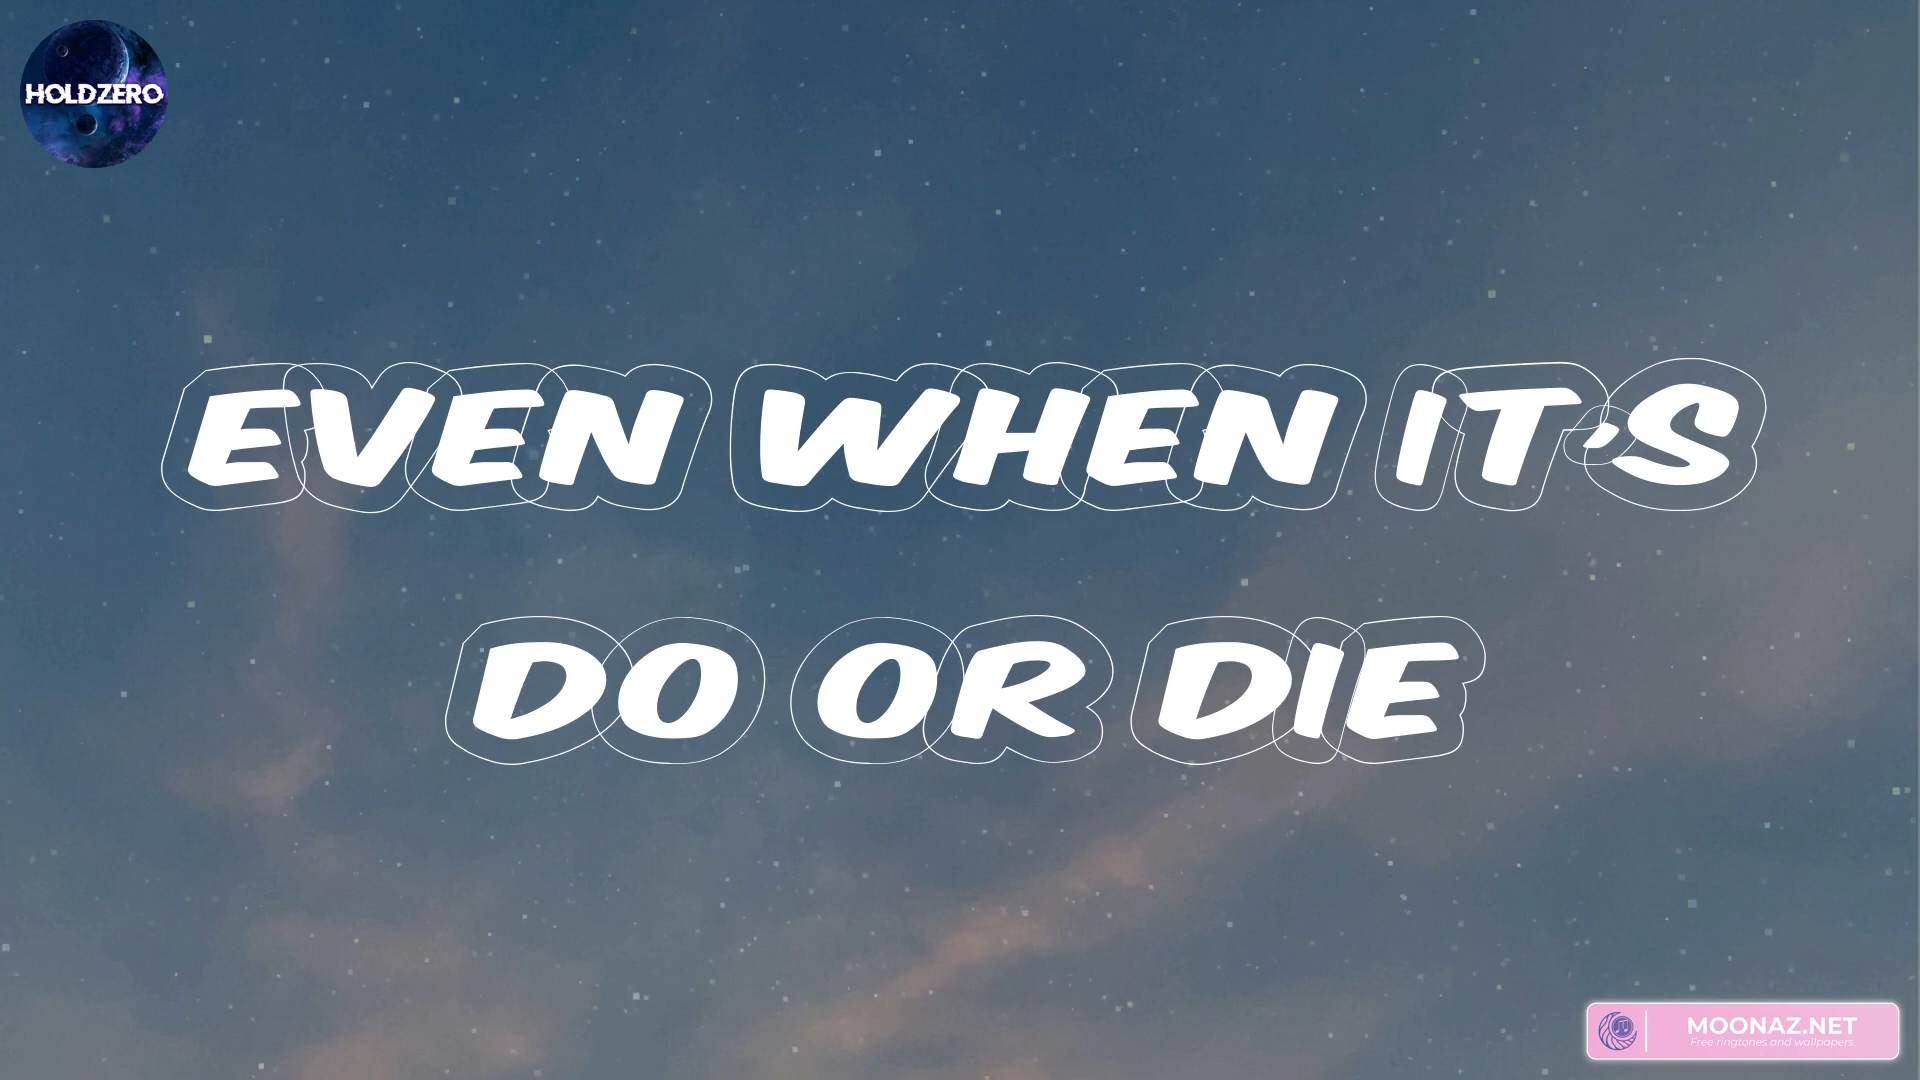 HOLDZERO
EVEN WHEN IT'S
DO OR DIE
MOONAZ.NET
Free ringtones and wallpapers